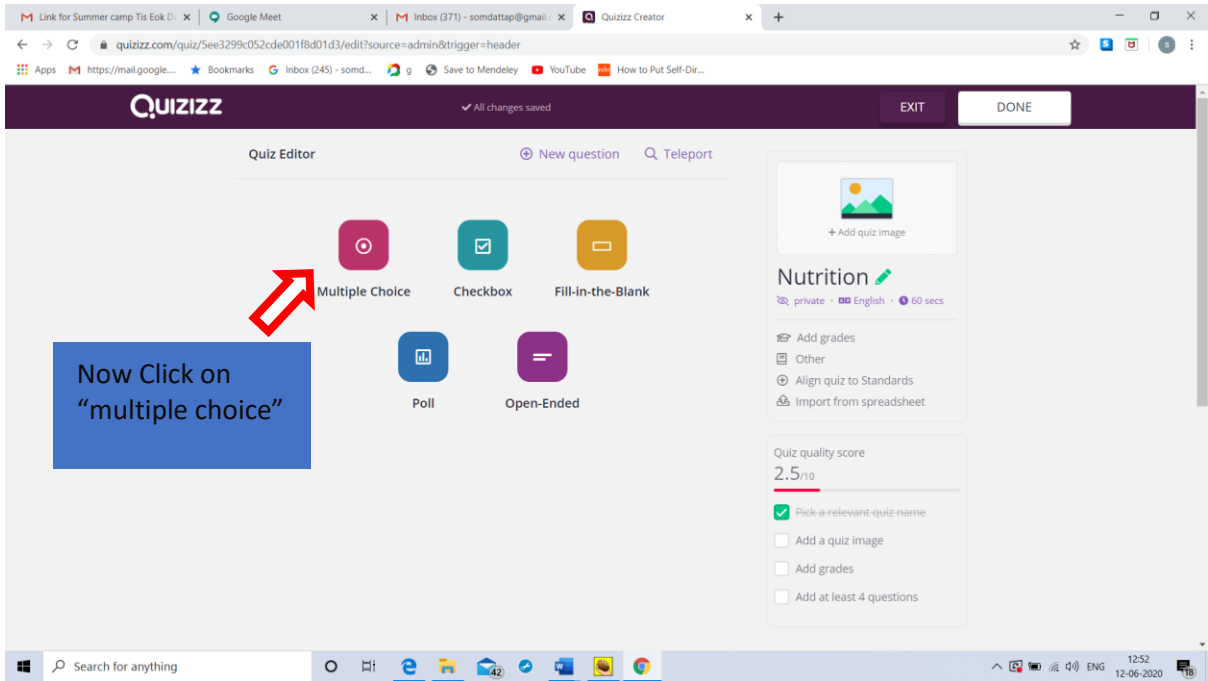 Link for Summer camp Tis Eok D
Google Meet
Inbox (371) - somdattap@gmail.
Quizizz Creator
quizizz.com/quiz/5ee3299c052cde001f8d01d3/edit?source=admin&trigger=header
Apps
https://mail.google....
Bookmarks
Inbox (245) - somd...
g
Save to Mendeley
YouTube
How to Put Self-Dir...
QUIZIZZ
All changes saved
EXIT
DONE
Quiz Editor
New question
Teleport
Multiple Choice
Checkbox
Fill-in-the-Blank
Poll
Open-Ended
Now Click on
“multiple choice”
+ Add quiz image
Nutrition
private · English · 60 secs
Add grades
Other
Align quiz to Standards
Import from spreadsheet
Quiz quality score
2.5/10
Pick a relevant quiz name
Add a quiz image
Add grades
Add at least 4 questions
Search for anything
42
ENG
12:52
12-06-2020
18